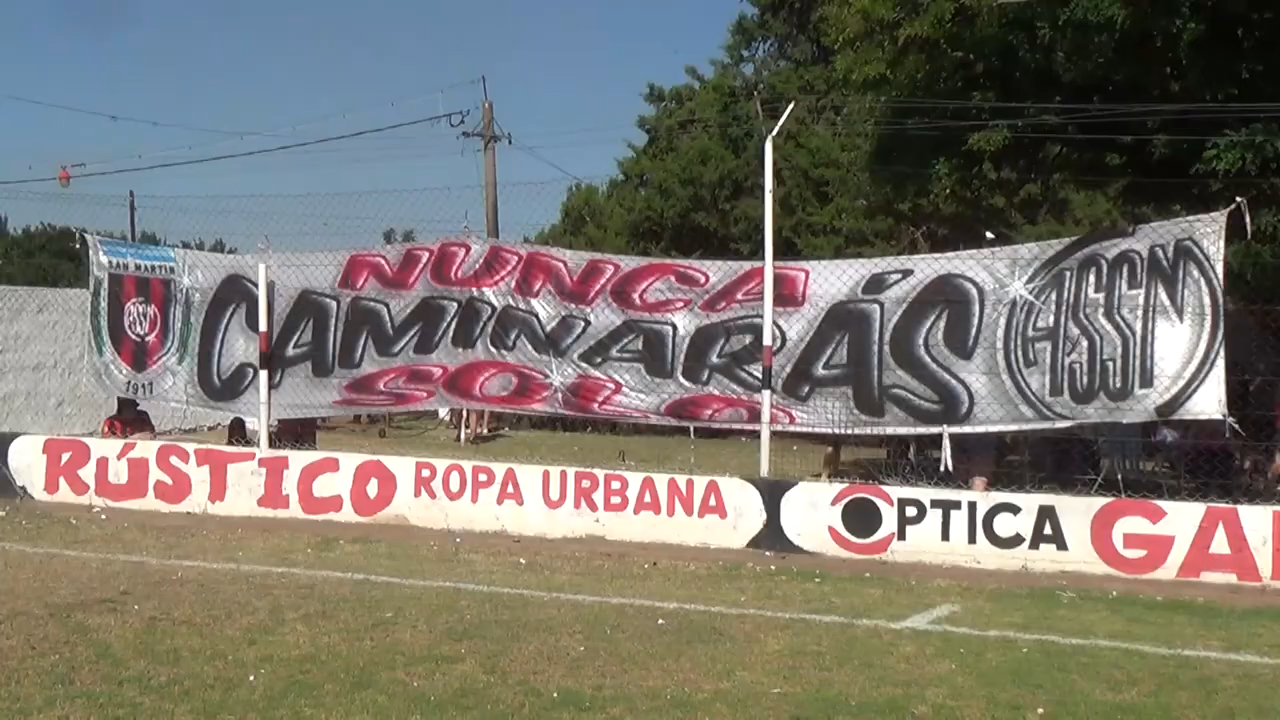 NUNCA
CAMINARÁS
SOLO
SAN MARTIN
ASSM
1911
ASSM
RÚSTICO ROPA URBANA
OPTICA GA